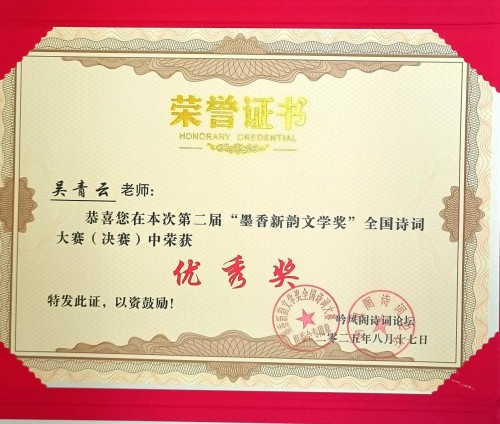 荣誉证书
HONORARY CREDENTIAL
吴青云 老师:
恭喜您在本次第二届“墨香新韵文学奖”全国诗词
大赛(决赛)中荣获
优秀奖
特发此证,以资鼓励!
吟风阁诗词论坛
二〇二五年八月十七日